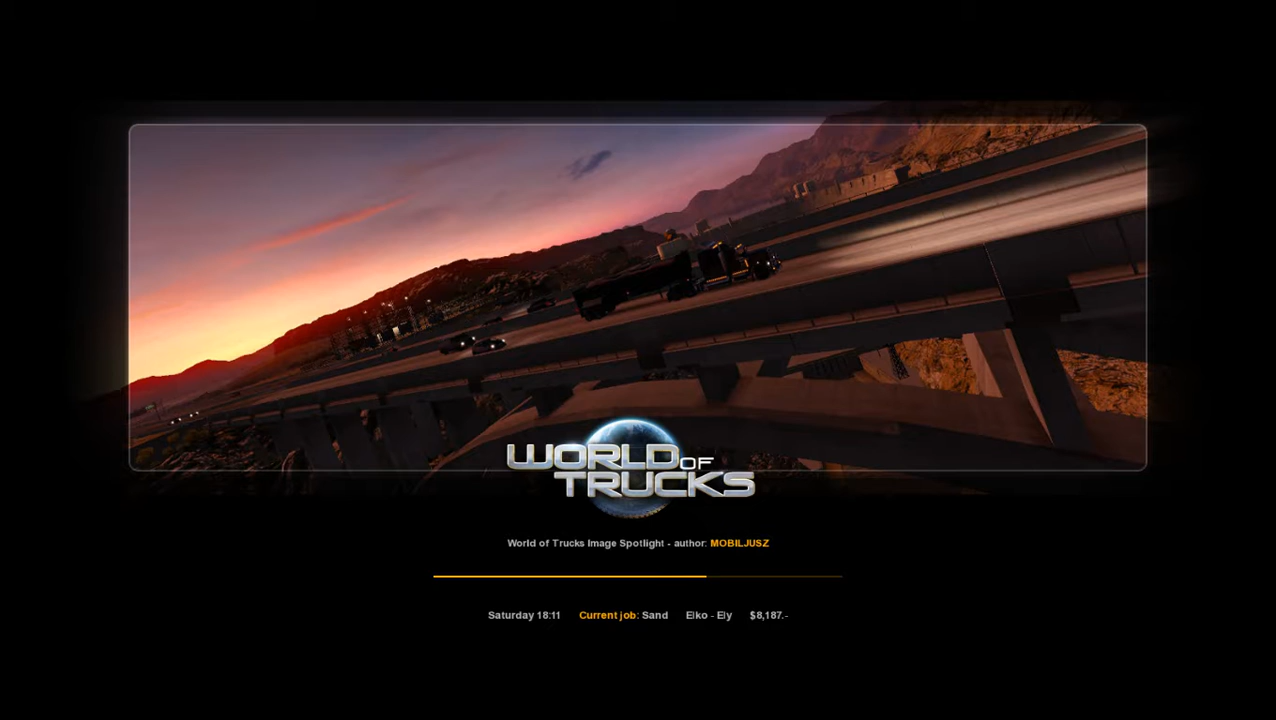 WORLD OF
TRUCKS
World of Trucks Image Spotlight - author: MOBILJUSZ
Saturday 18:11 Current job: Sand Elko - Ely $8,187.-